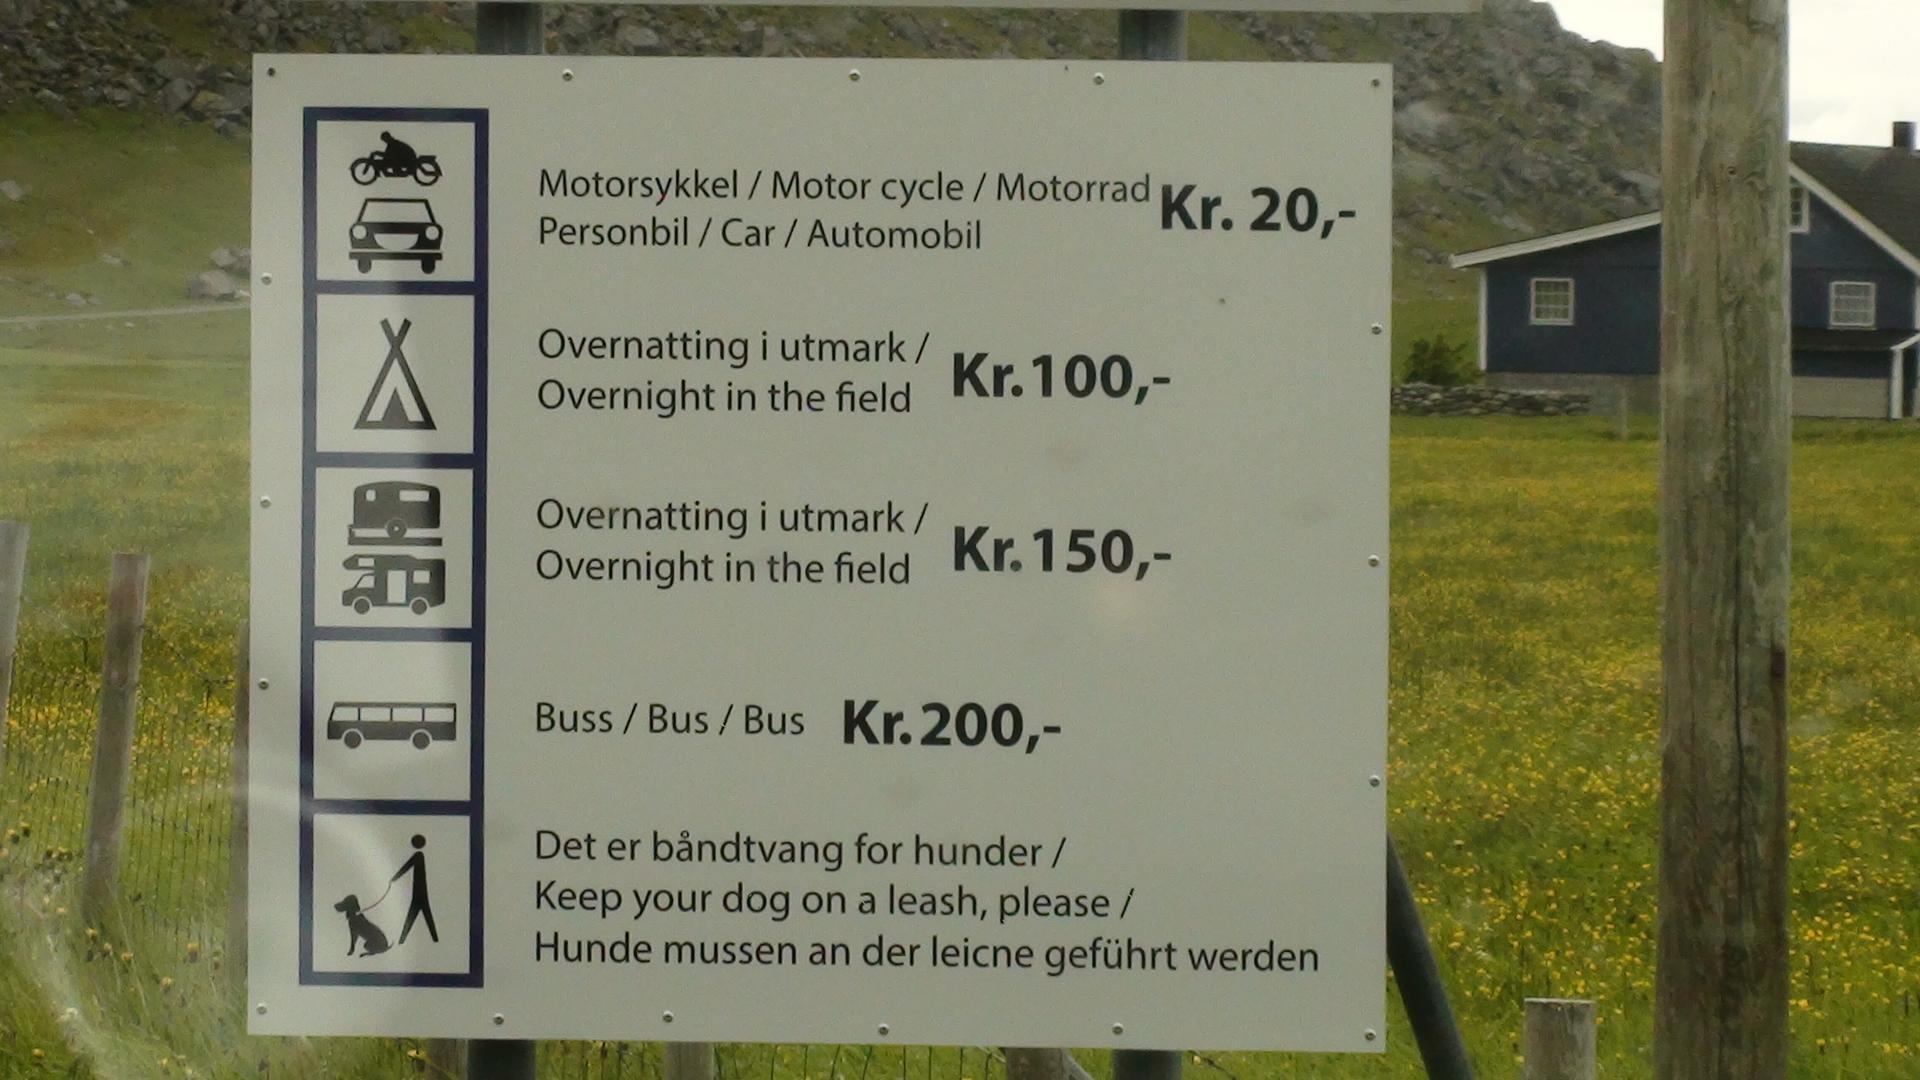 Motorsykkel / Motor cycle / Motorrad Kr. 20,-
Personbil / Car / Automobil
Overnatting i utmark /
Overnight in the field Kr.100,-
Overnatting i utmark /
Overnight in the field Kr.150,-
Buss / Bus / Bus Kr.200,-
Det er båndtvang for hunder /
Keep your dog on a leash, please /
Hunde mussen an der leicne geführt werden